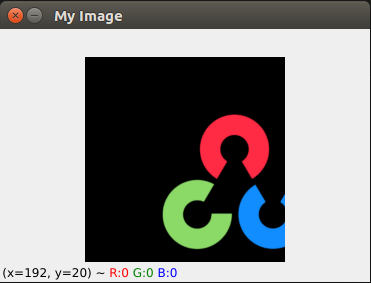 My Image
(x=192, y=20) ~ R:0 G:0 B:0